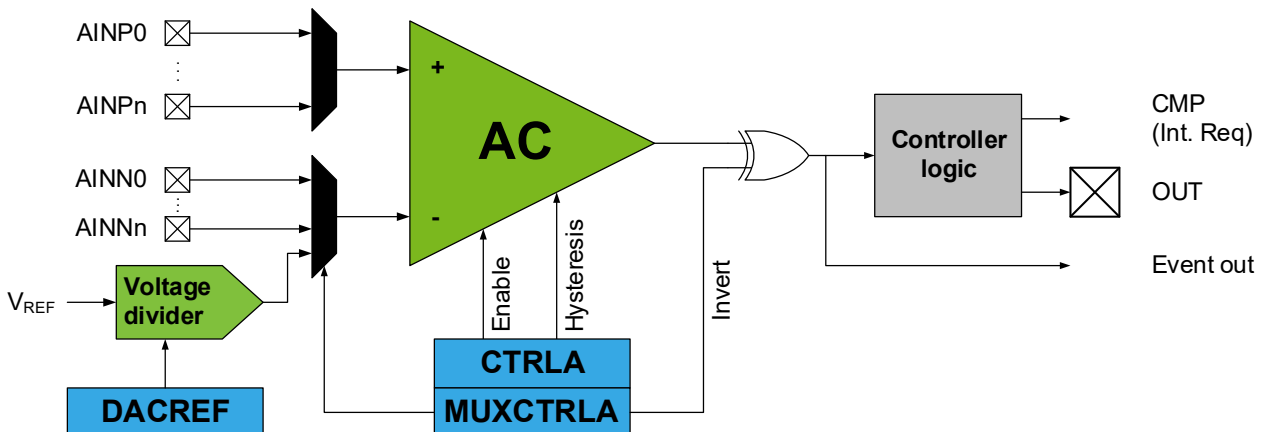 AINP0
AINPn
AINN0
AINNn
VREF
Voltage
divider
DACREF
+
AC
-
Enable
Hysteresis
CTRLA
MUXCTRLA
Invert
Controller
logic
CMP
(Int. Req)
OUT
Event out